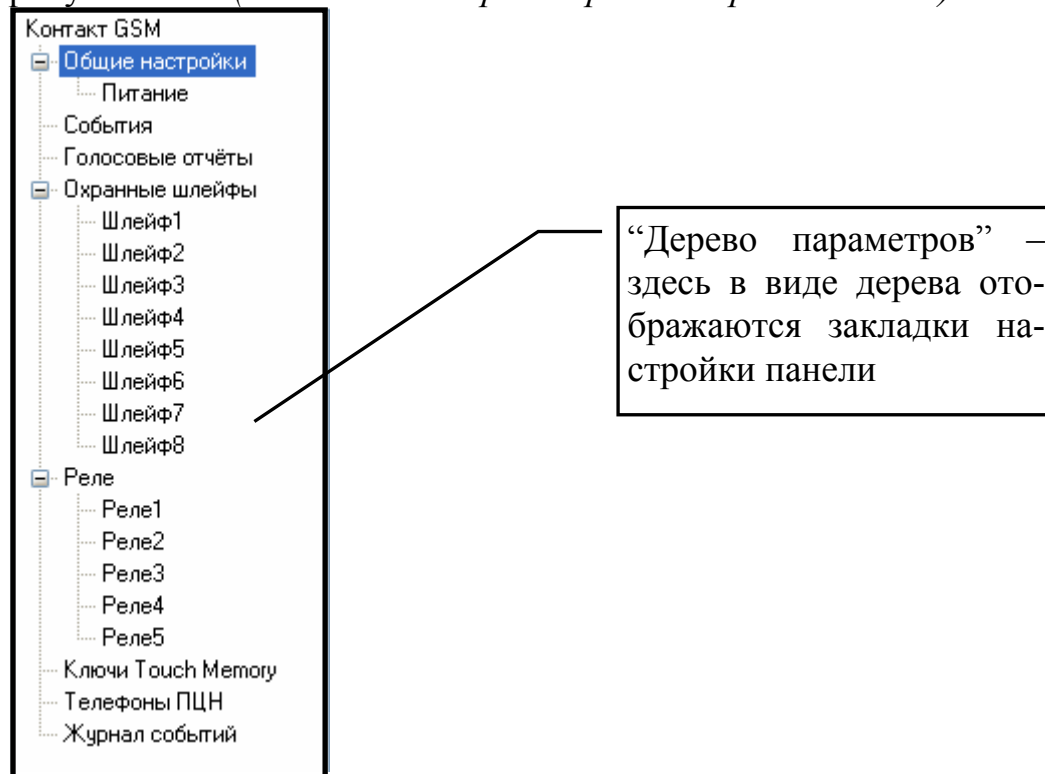 Контакт GSM
Общие настройки
Питание
События
Голосовые отчёты
Охранные шлейфы
Шлейф1
Шлейф2
Шлейф3
Шлейф4
Шлейф5
Шлейф6
Шлейф7
Шлейф8
Реле
Реле1
Реле2
Реле3
Реле4
Реле5
Ключи Touch Memory
Телефоны ПЦН
Журнал событий
“Дерево параметров” –
здесь в виде дерева ото-
бражаются закладки на-
стройки панели